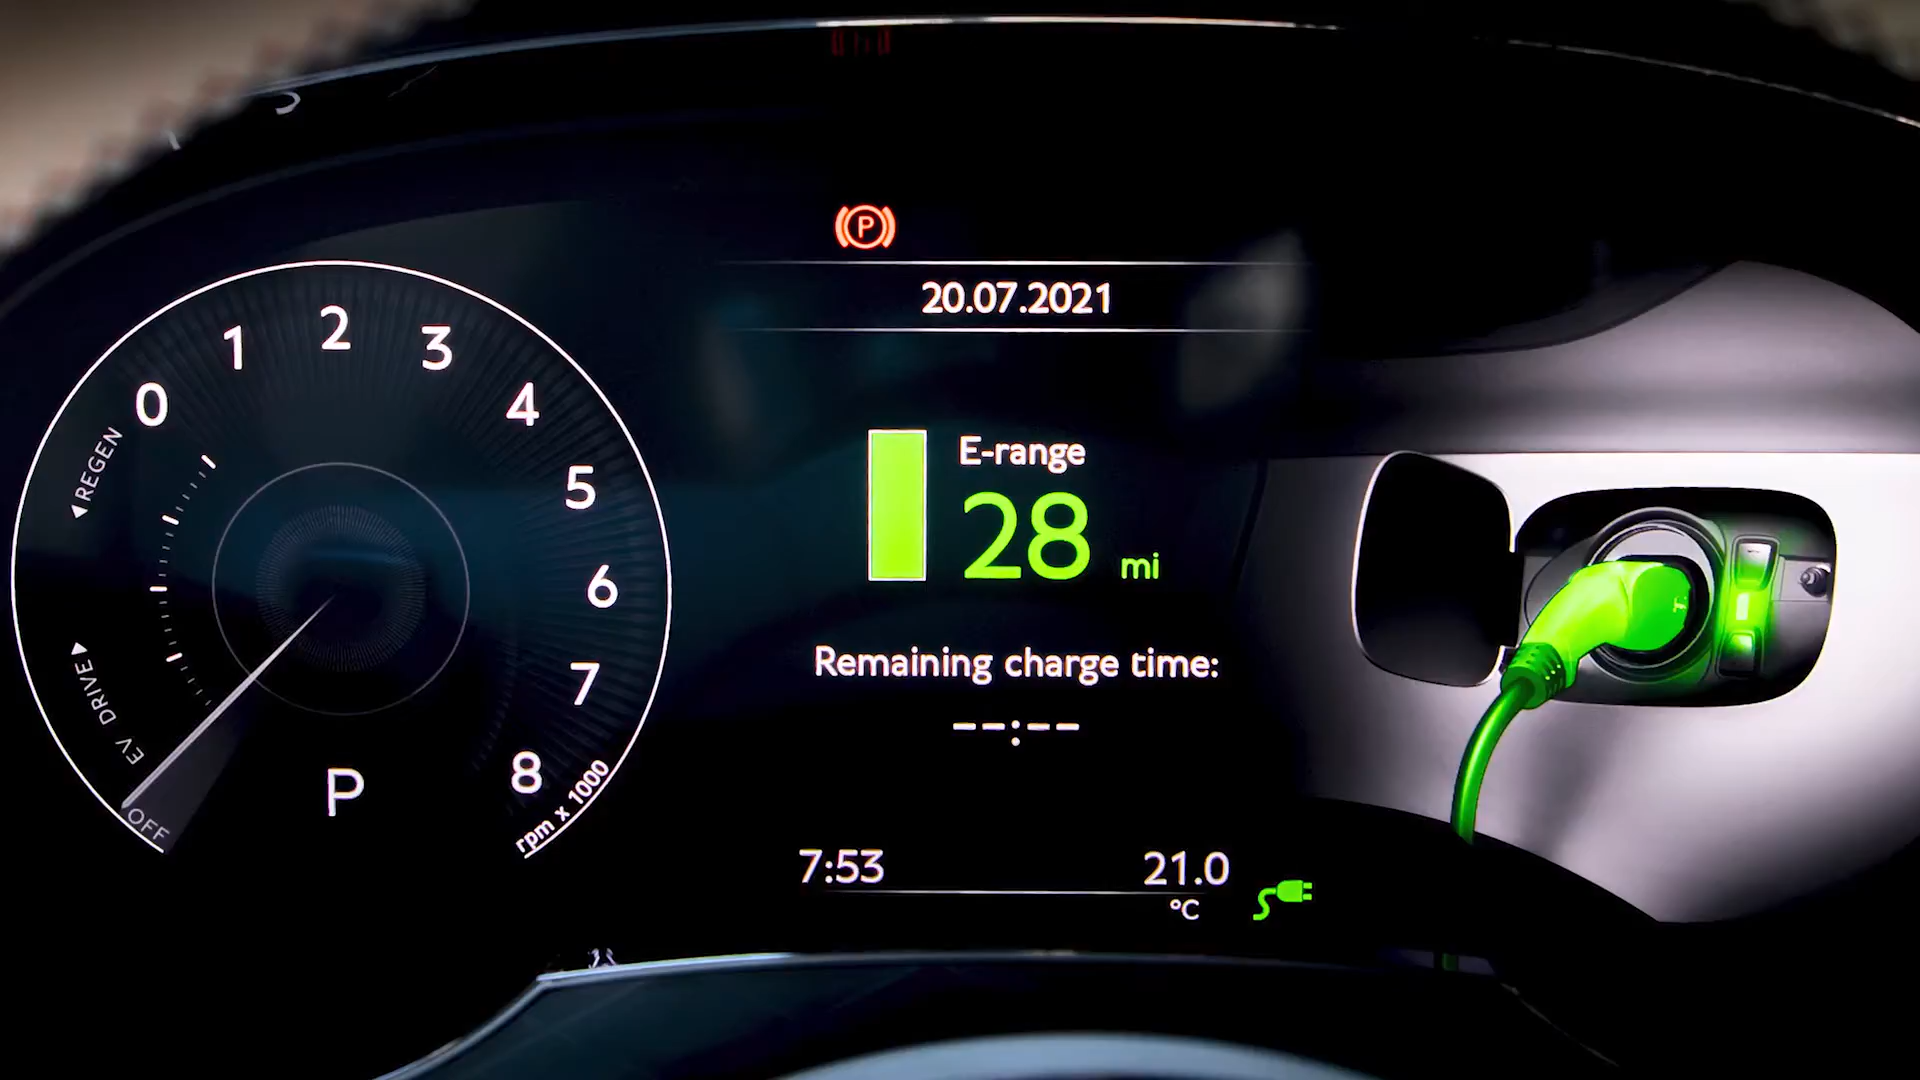 P
20.07.2021
0
1
2
3
4
5
6
7
8
rpm x 1000
REGEN
EV DRIVE
OFF
P
E-range
28 mi
Remaining charge time:
--:--
7:53
21.0
°C